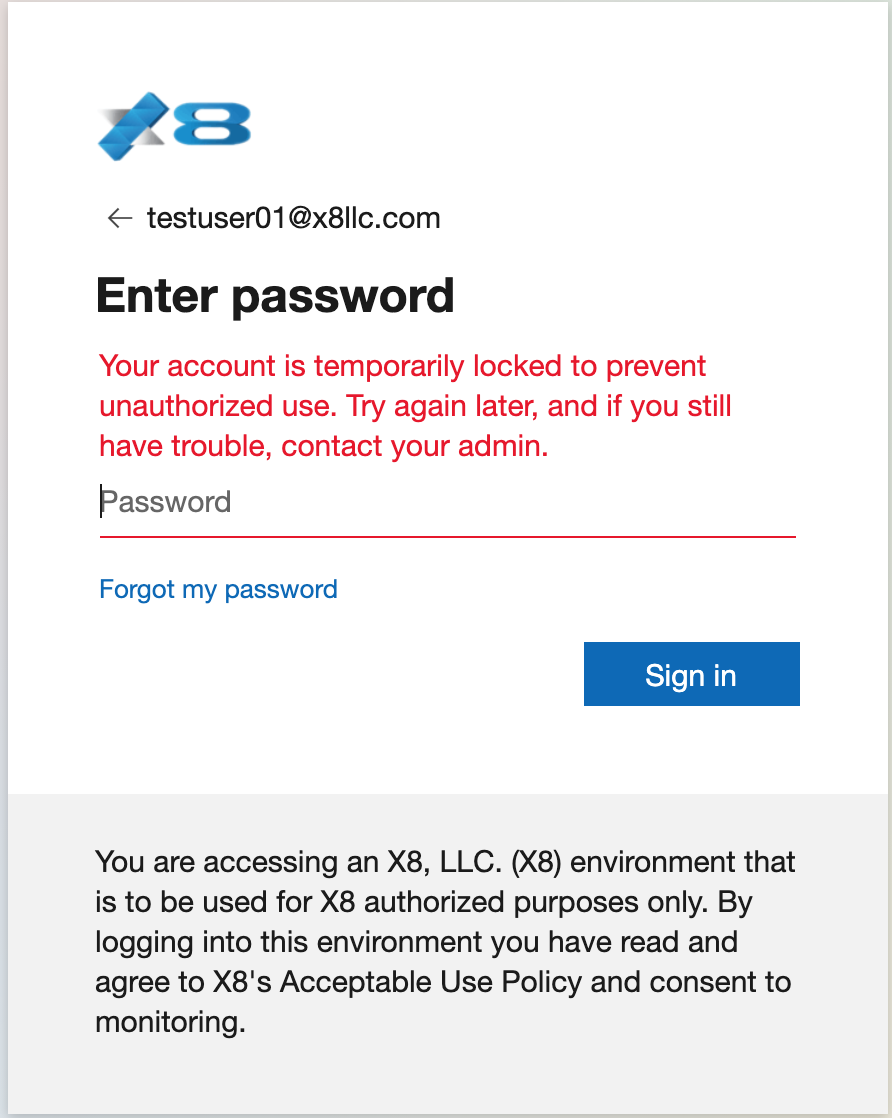 X8
testuser01@x8llc.com
Enter password
Your account is temporarily locked to prevent
unauthorized use. Try again later, and if you still
have trouble, contact your admin.
Password
Forgot my password
Sign in
You are accessing an X8, LLC. (X8) environment that
is to be used for X8 authorized purposes only. By
logging into this environment you have read and
agree to X8's Acceptable Use Policy and consent to
monitoring.